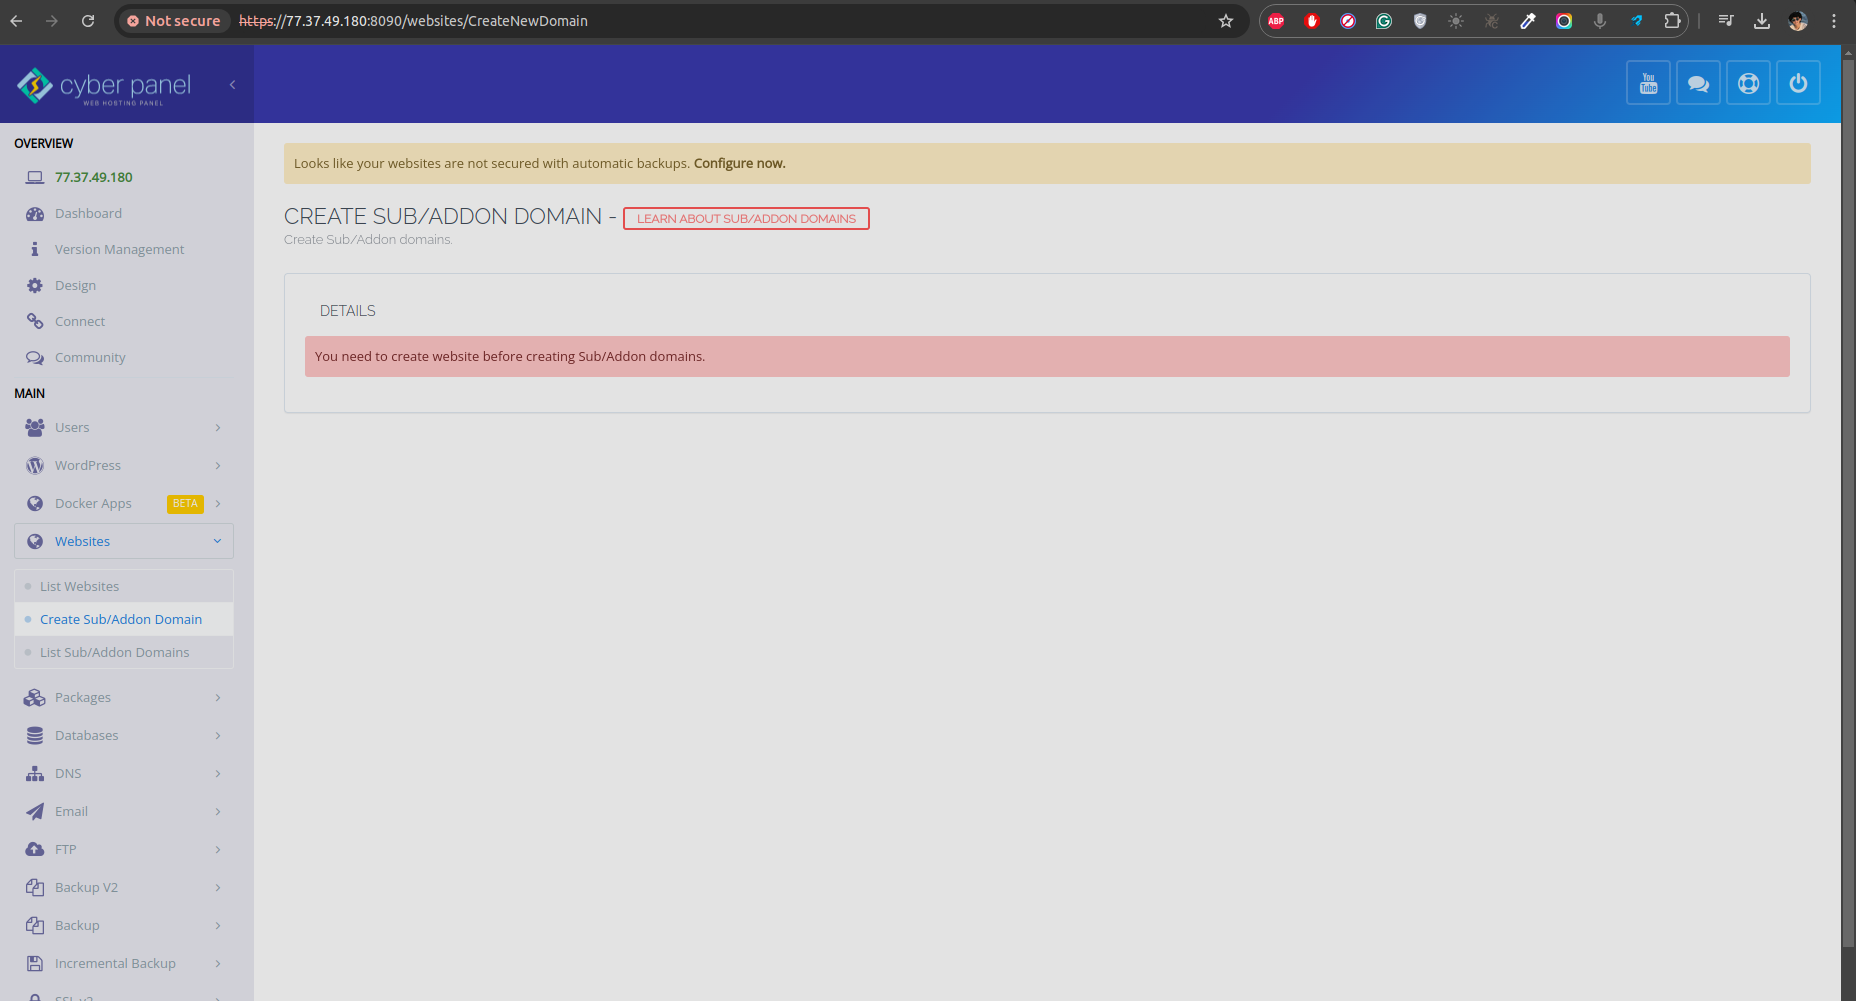 Not secure
https://77.37.49.180:8090/websites/CreateNewDomain
ABP
cyber panel
WEB HOSTING PANEL
You
Tube
OVERVIEW
77.37.49.180
Dashboard
Version Management
Design
Connect
Community
MAIN
Users
WordPress
Docker Apps BETA
Websites
List Websites
Create Sub/Addon Domain
List Sub/Addon Domains
Packages
Databases
DNS
Email
FTP
Backup V2
Backup
Incremental Backup
SSL v2
Looks like your websites are not secured with automatic backups. Configure now.
CREATE SUB/ADDON DOMAIN - LEARN ABOUT SUB/ADDON DOMAINS
Create Sub/Addon domains.
DETAILS
You need to create website before creating Sub/Addon domains.